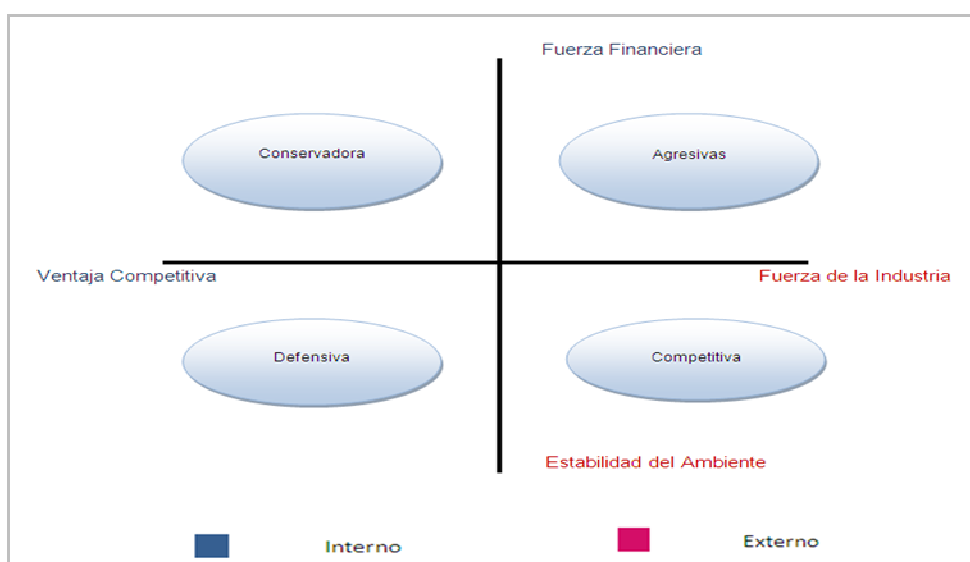 Fuerza Financiera
Conservadora
Agresivas
Ventaja Competitiva
Fuerza de la Industria
Defensiva
Competitiva
Estabilidad del Ambiente
Interno
Externo